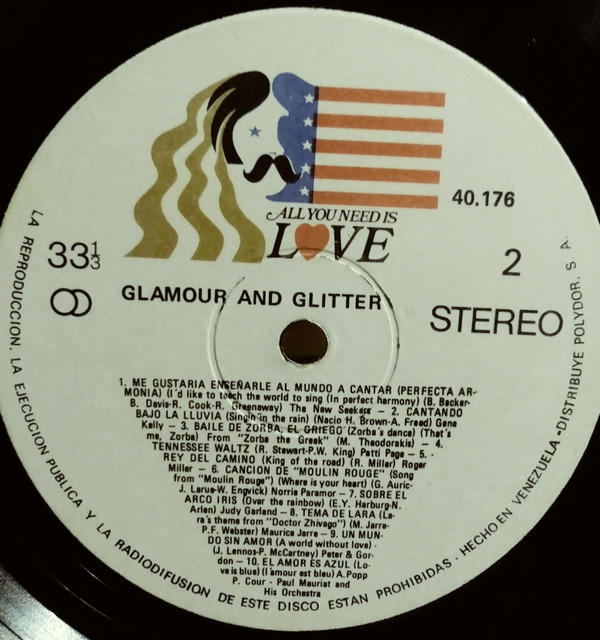 40.176
ALL YOU NEED IS
LOVE
33 1/3
2
GLAMOUR AND GLITTER
STEREO
1. ME GUSTARIA ENSEÑARLE AL MUNDO A CANTAR (PERFECTA AR-
MONIA) (I'd like to teach the world to sing (In perfect harmony) (B. Backer-
B. Davis-R. Cook-R. Greenaway) The New Seekers — 2. CANTANDO
BAJO LA LLUVIA (Singin in the rain) (Nacio H. Brown-A. Freed) Gene
Kelly — 3. BAILE DE ZORBA, EL GRIEGO (Zorba's dance) (That's
me, Zorba) From "Zorba the Greek" (M. Theodorakis) — 4.
TENNESSEE WALTZ (R. Stewart-P.W. King) Patti Page — 5. -
REY DEL CAMINO (King of the road) (R. Miller) Roger
Miller — 6. CANCION DE "MOULIN ROUGE" (Song
from "Moulin Rouge") (Where is your heart) (G. Auric-
J. Larue-W. Engvick) Norrie Paramor — 7. SOBRE EL
ARCO IRIS (Over the rainbow) (E.Y. Harburg-N.
Arlen) Judy Garland — 8. TEMA DE LARA (La-
ra's theme from "Doctor Zhivago") (M. Jarre-
P.F. Webster) Maurice Jarre — 9. UN MUN-
DO SIN AMOR (A world without love) -
(J. Lennos-P. McCartney) Peter & Gor-
don — 10. EL AMOR ES AZUL (Lo-
ve is blue) (l'amour est bleu) A.Popp
P. Cour - Paul Mauriat and
His Orchestra
LA REPRODUCCION, LA EJECUCION PUBLICA Y LA RADIODIFUSION DE ESTE DISCO ESTAN PROHIBIDAS - HECHO EN VENEZUELA - DISTRIBUYE POLYDOR, S. A.